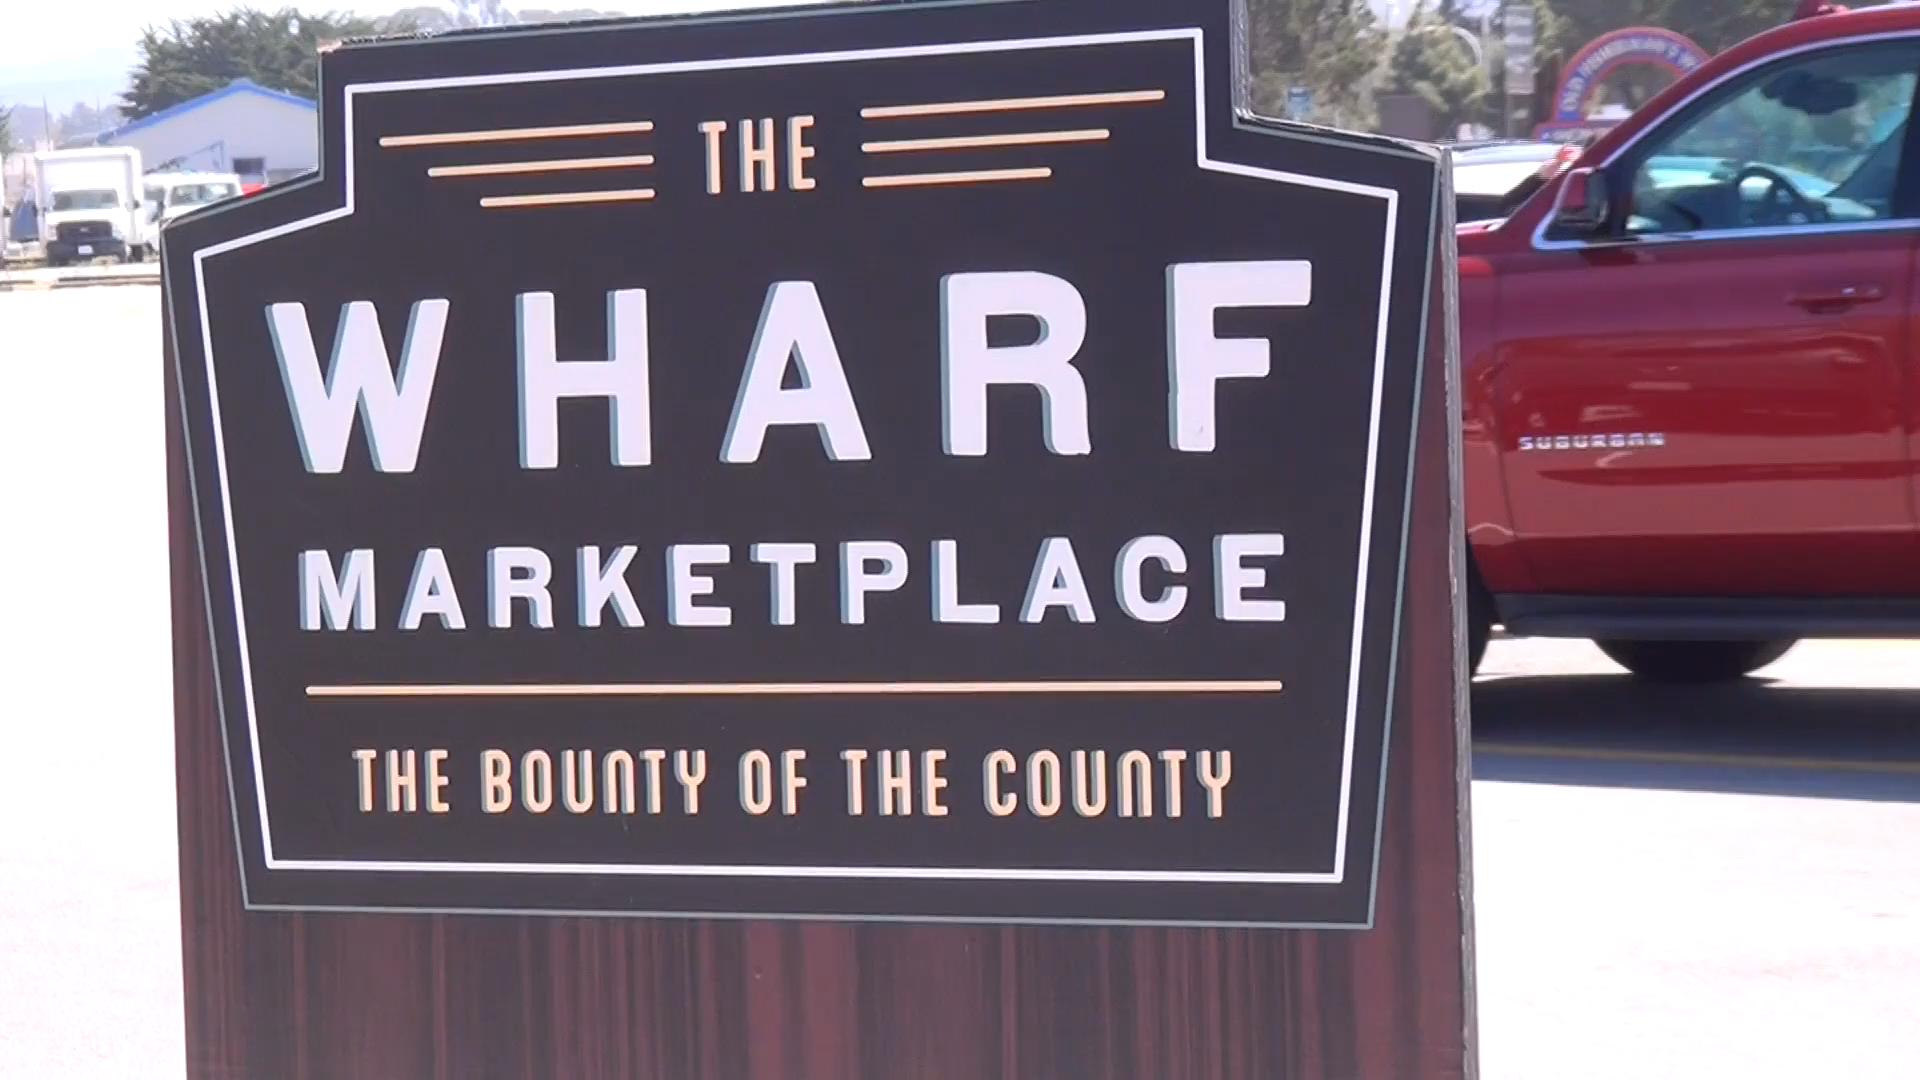 THE
WHARF
MARKETPLACE
THE BOUNTY OF THE COUNTY
SUBURBAN